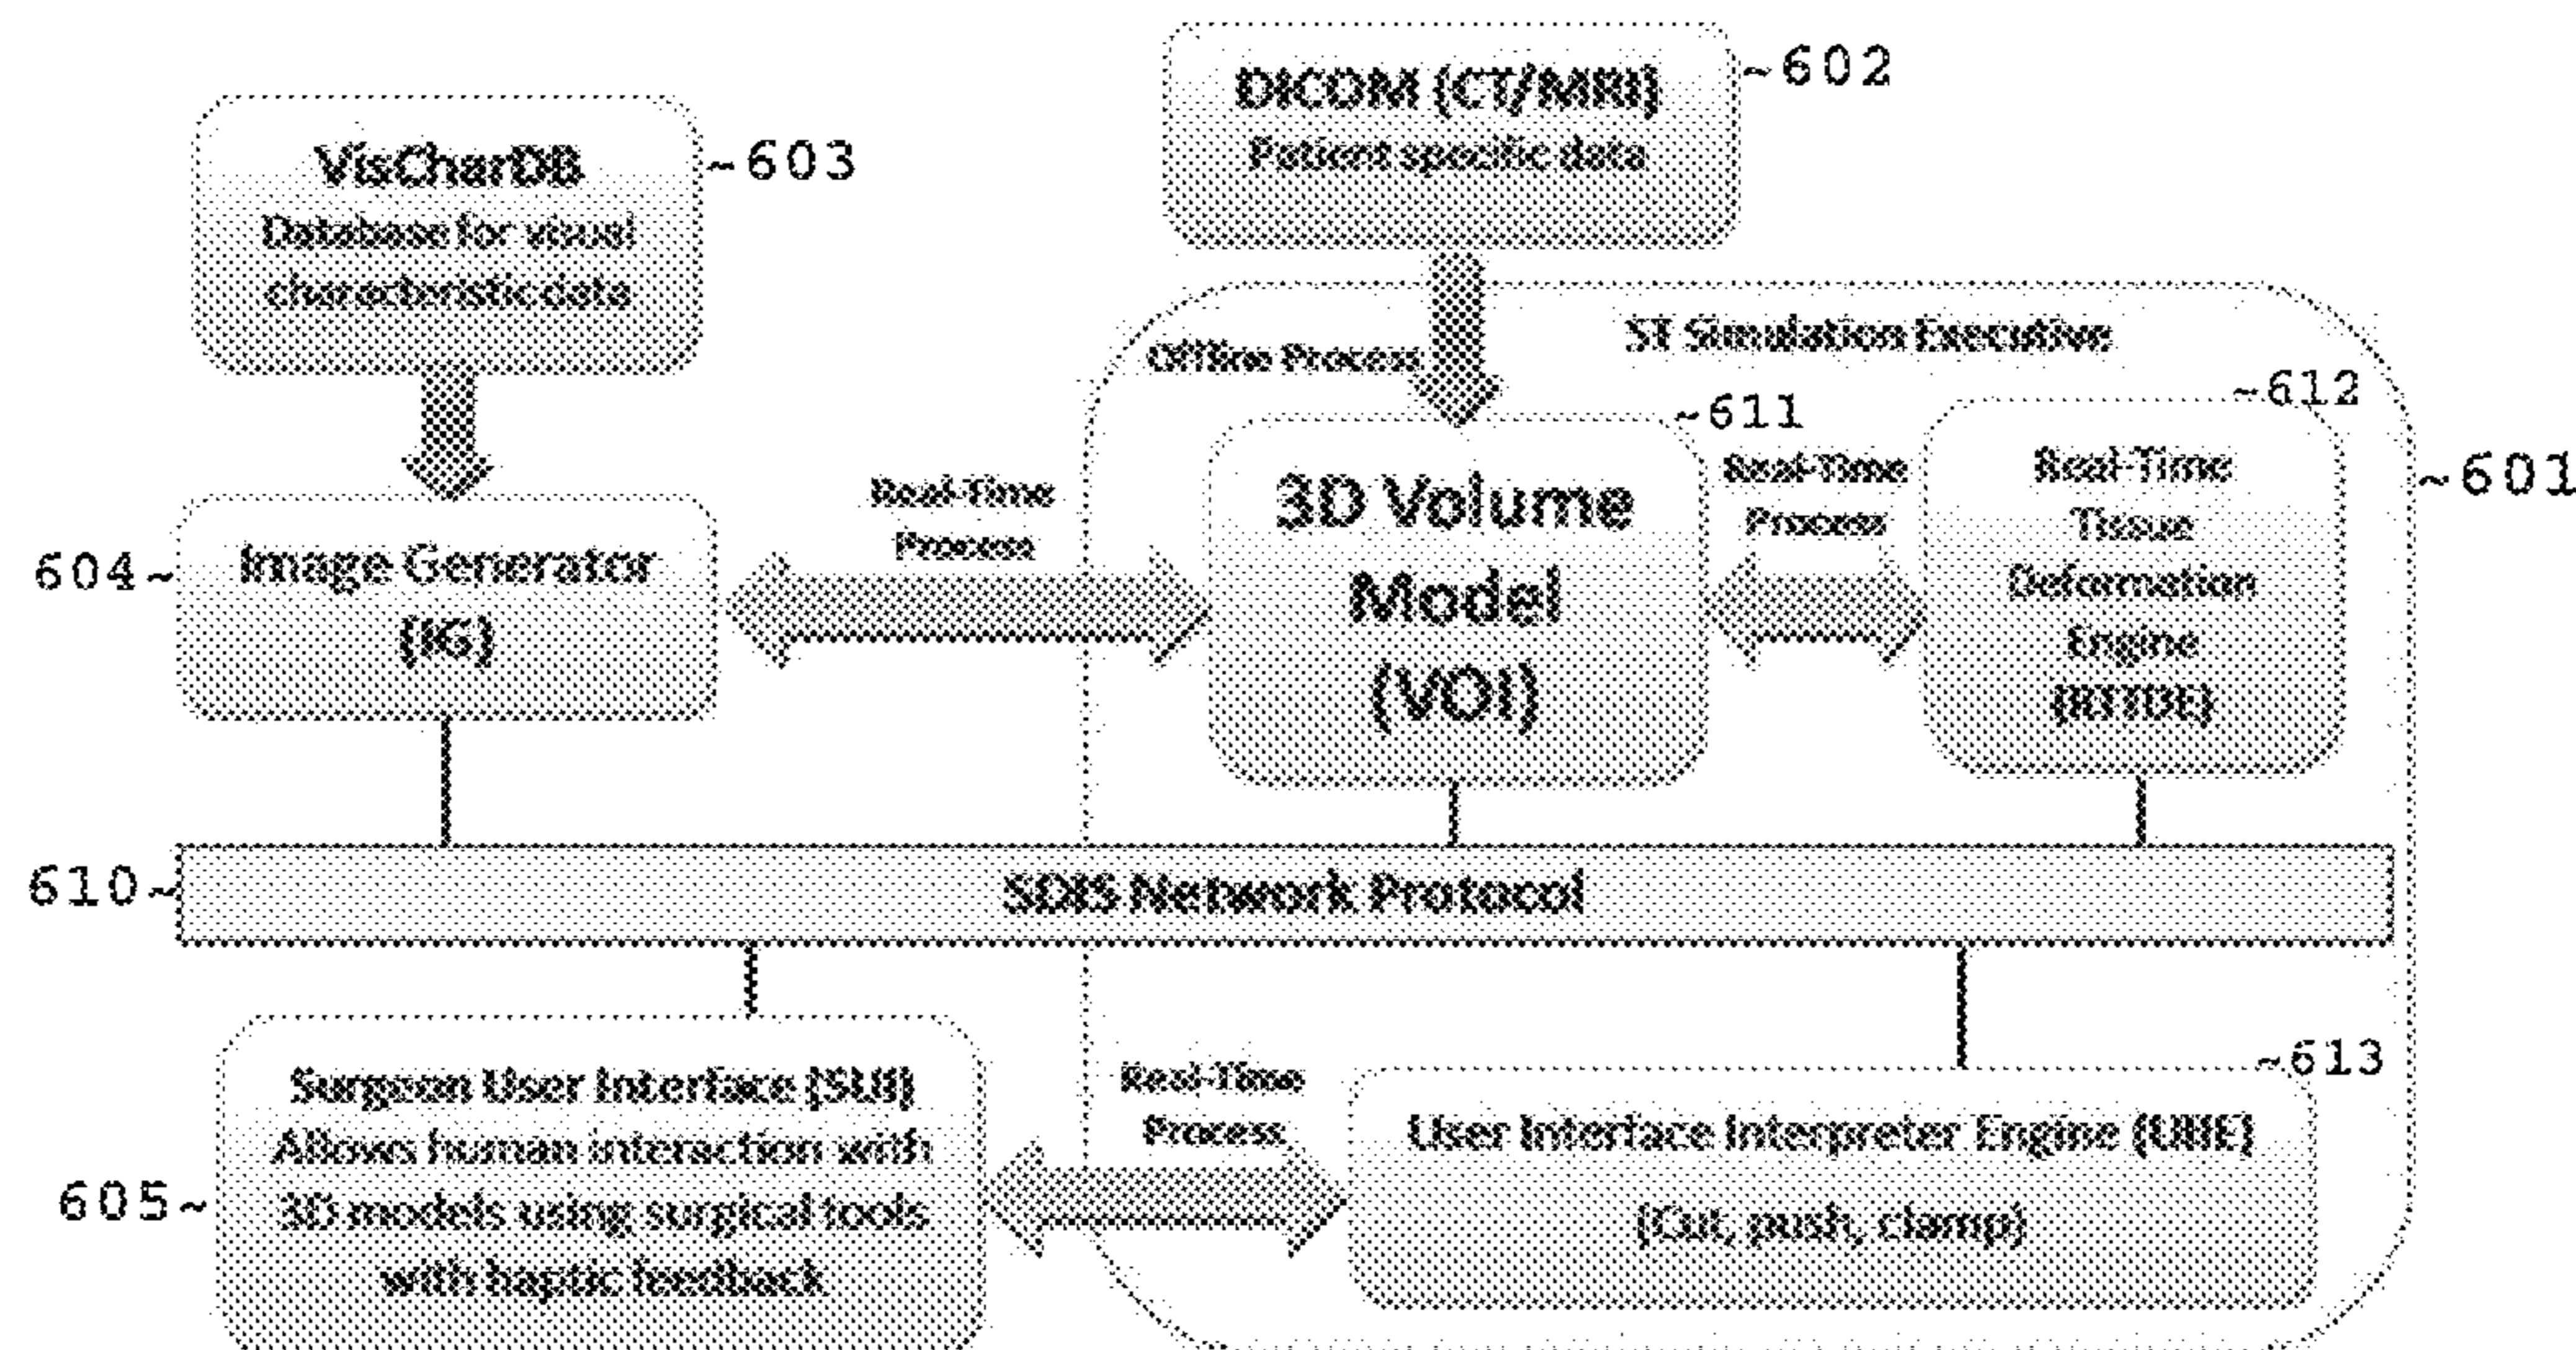 DICOM (CT/MRI)
Patient specific data
~602
VisCharDB
Database for visual
characteristic data
~603
ST Simulation Executive
Offline Process
~612
~611
~601
Real-Time
Process
Real-Time
Process
3D Volume
Model
(VOI)
Real-Time
Tissue
Deformation
Engine
(RTTDE)
604~
Image Generator
(IG)
610~
SDIS Network Protocol
~613
Surgeon User Interface (SUI)
Allows human interaction with
3D models using surgical tools
with haptic feedback
605~
Real-Time
Process
User Interface Interpreter Engine (UIIE)
(Cut, push, clamp)